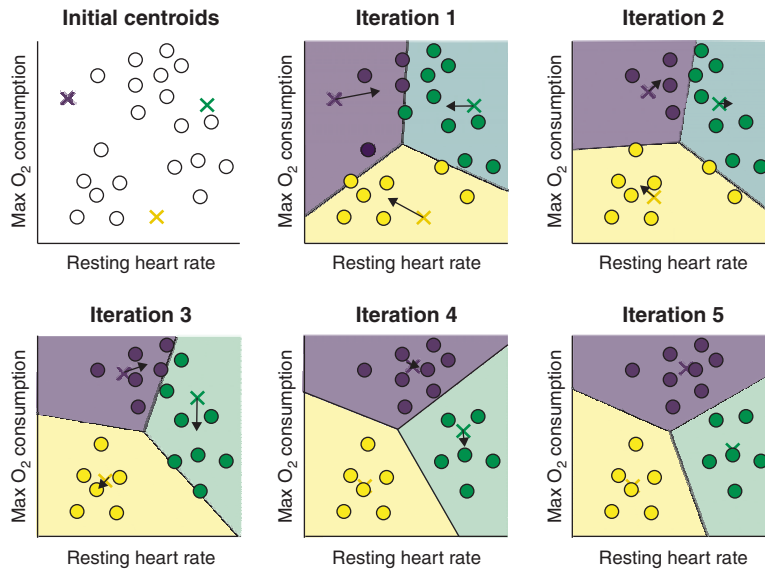 Initial centroids
Iteration 1
Iteration 2
Max O₂ consumption
Max O₂ consumption
Max O₂ consumption
Resting heart rate
Resting heart rate
Resting heart rate
Iteration 3
Iteration 4
Iteration 5
Max O₂ consumption
Max O₂ consumption
Max O₂ consumption
Resting heart rate
Resting heart rate
Resting heart rate